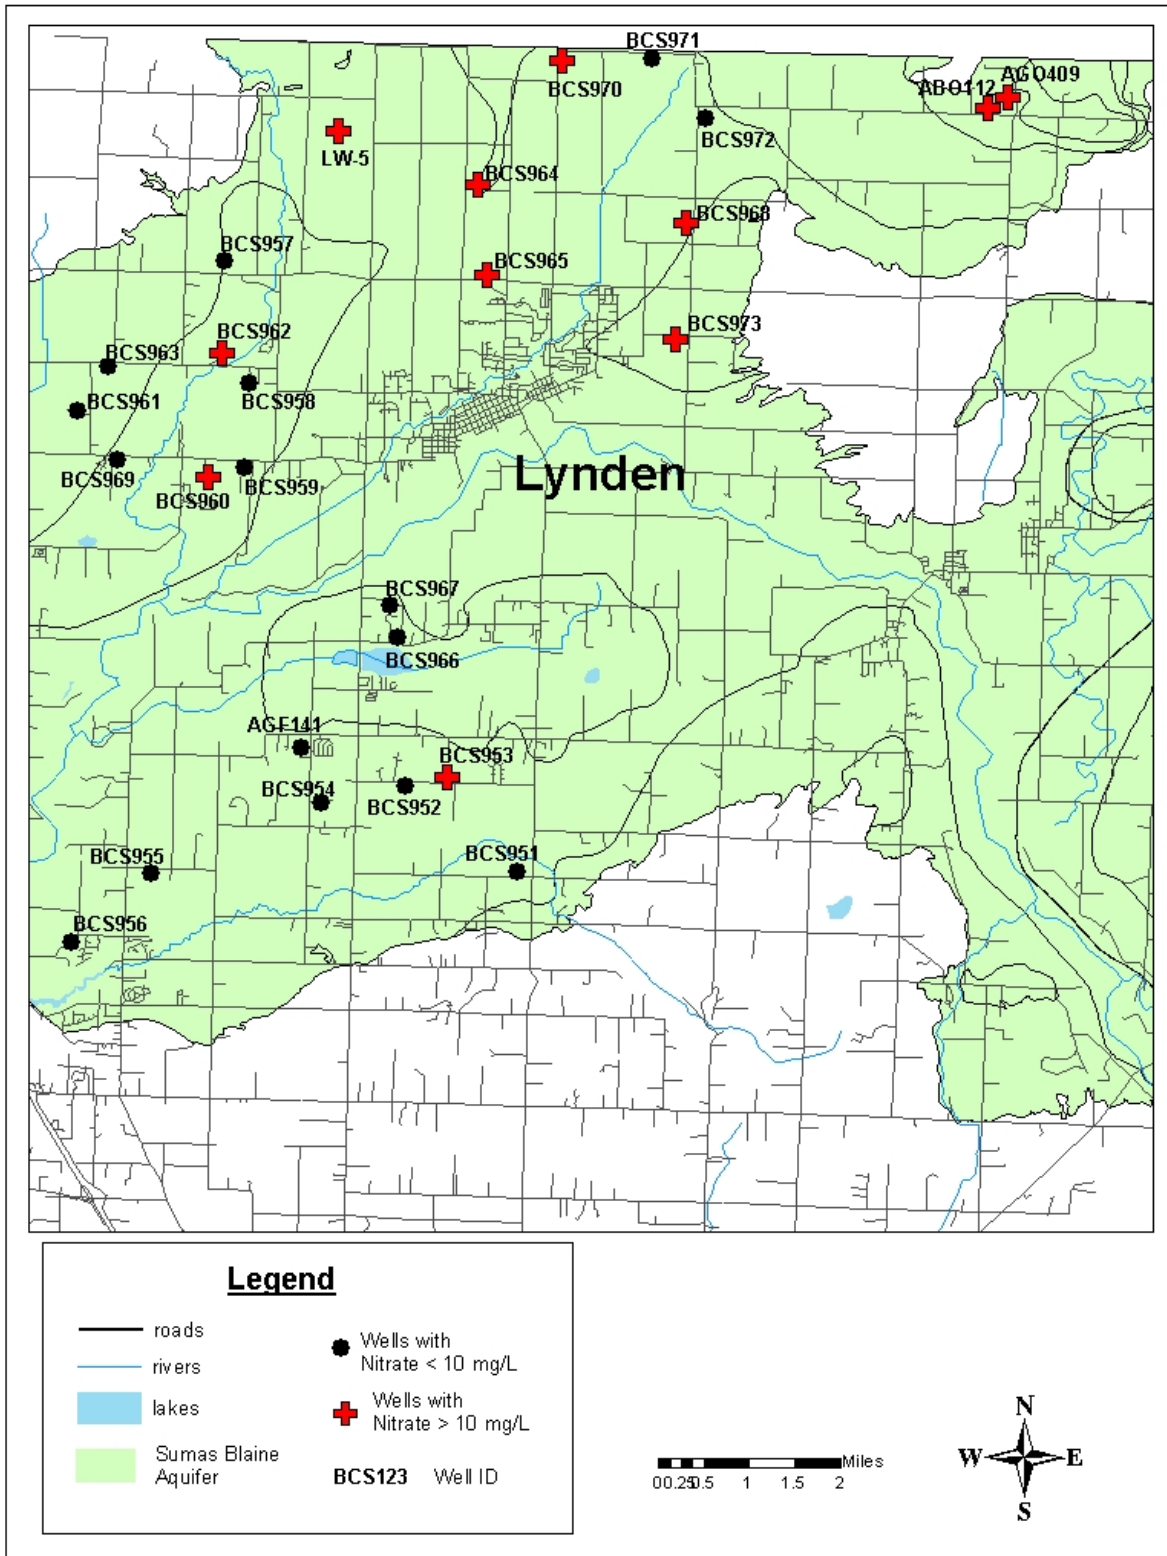 BCS971
BCS970
AGO409
ABO112
BCS972
LW-5
BCS964
BCS968
BCS957
BCS965
BCS962
BCS973
BCS963
BCS961
BCS958
BCS969
BCS960
BCS959
Lynden
BCS967
BCS966
AGF141
BCS953
BCS954
BCS952
BCS955
BCS951
BCS956
Legend
roads
rivers
lakes
Sumas Blaine
Aquifer
Wells with
Nitrate < 10 mg/L
Wells with
Nitrate > 10 mg/L
BCS123 Well ID
Miles
0 0.25 0.5 1 1.5 2
N
W E
S